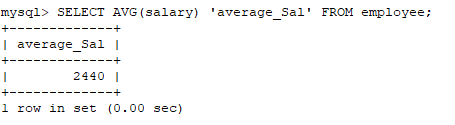 mysql> SELECT AVG(salary) 'average_Sal' FROM employee;
+-------------+
| average_Sal |
+-------------+
|        2440 |
+-------------+
1 row in set (0.00 sec)